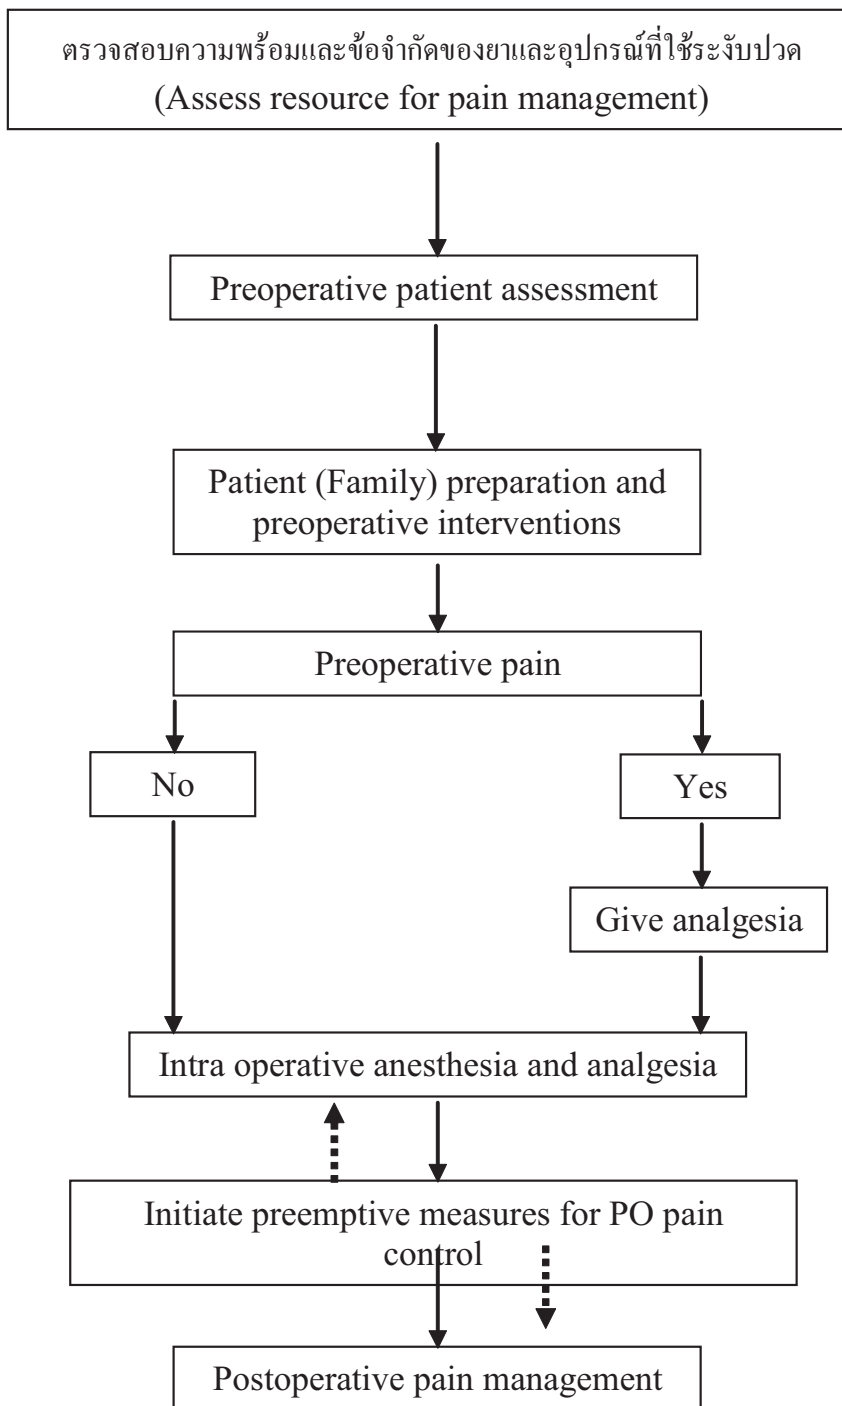 ตรวจสอบความพร้อมและข้อจำกัดของยาและอุปกรณ์ที่ใช้ระงับปวด
(Assess resource for pain management)
Preoperative patient assessment
Patient (Family) preparation and
preoperative interventions
Preoperative pain
No
Yes
Give analgesia
Intra operative anesthesia and analgesia
Initiate preemptive measures for PO pain
control
Postoperative pain management